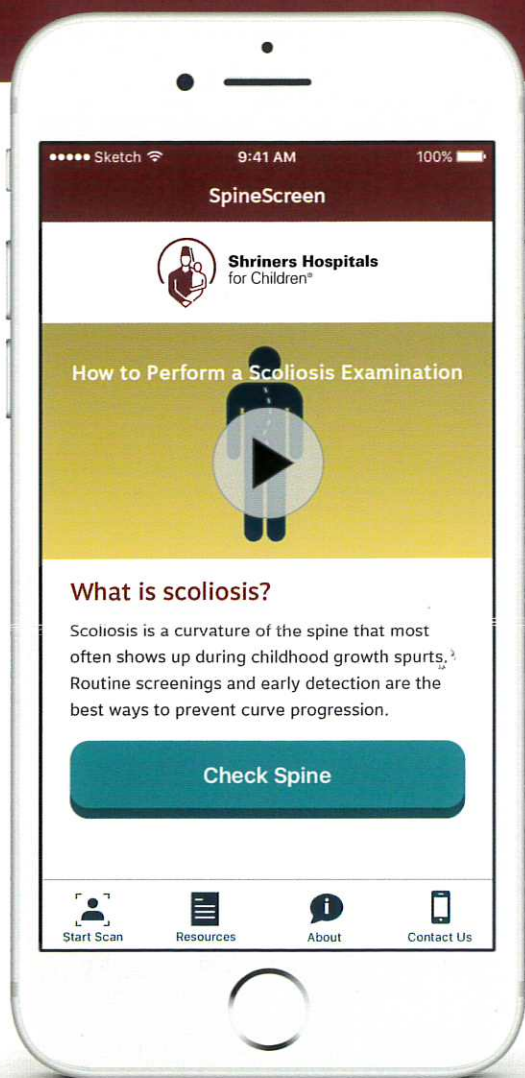 ●●●●● Sketch 9:41 AM 100%
SpineScreen
Shriners Hospitals
for Children®
How to Perform a Scoliosis Examination
What is scoliosis?
Scoliosis is a curvature of the spine that most
often shows up during childhood growth spurts.
Routine screenings and early detection are the
best ways to prevent curve progression.
Check Spine
Start Scan Resources About Contact Us